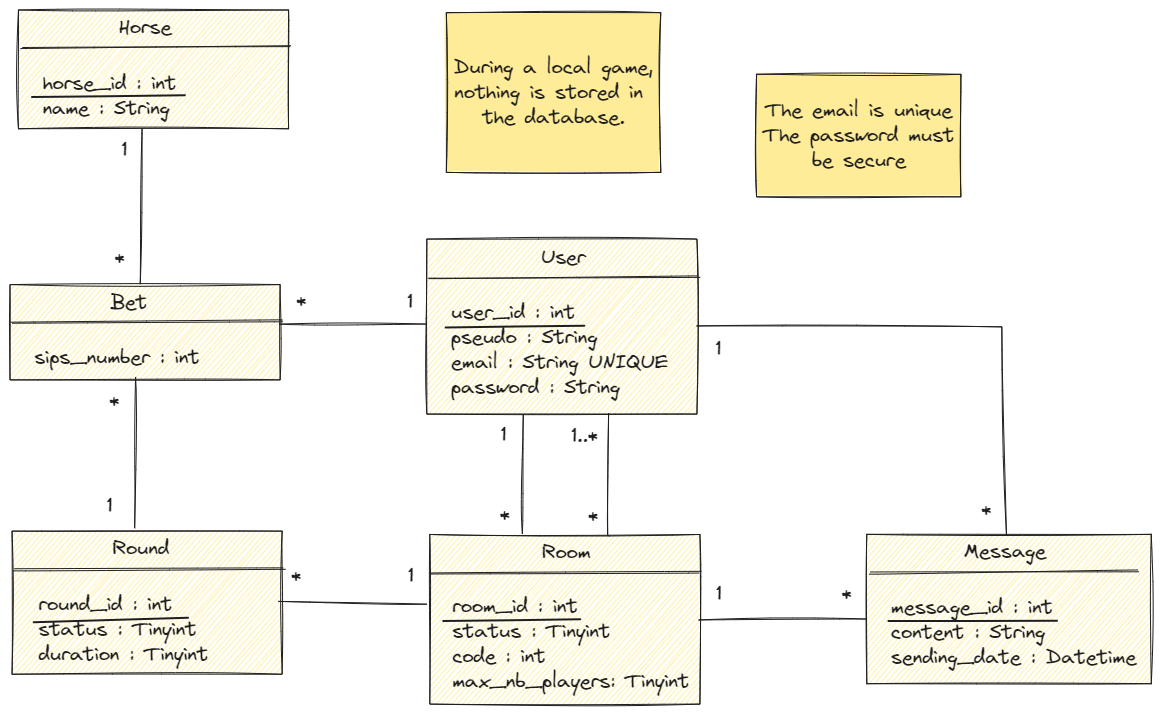 Horse
horse_id : int
name : String
During a local game,
nothing is stored in
the database.
The email is unique
The password must
be secure
1
*
Bet
sips_number : int
*
1
User
user_id : int
pseudo : String
email : String UNIQUE
password : String
1
*
*
1
1
1..*
*
*
1
*
Round
round_id : int
status : Tinyint
duration : Tinyint
*
1
Room
room_id : int
status : Tinyint
code : int
max_nb_players: Tinyint
1
*
Message
message_id : int
content : String
sending_date : Datetime